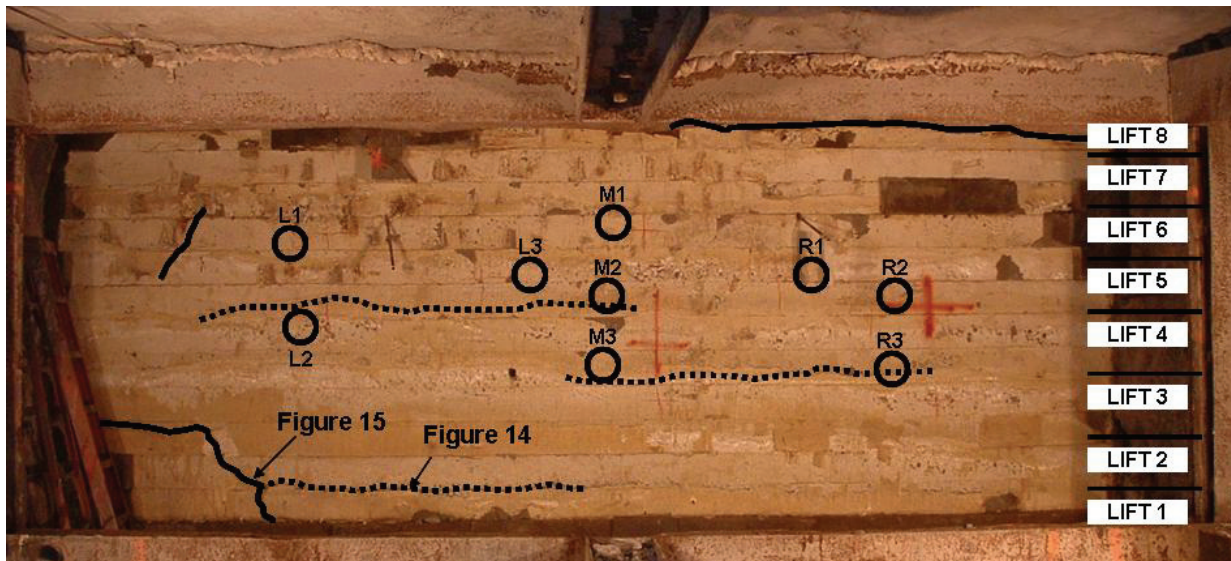 LIFT 8
LIFT 7
M1
L1
LIFT 6
L3
M2
R1
R2
LIFT 5
L2
M3
R3
LIFT 4
LIFT 3
Figure 15
Figure 14
LIFT 2
LIFT 1